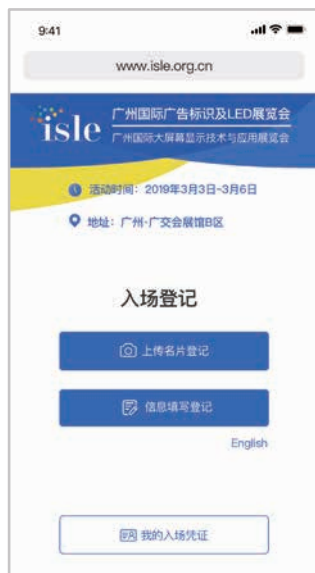 9:41
www.isle.org.cn
isle
广州国际广告标识及LED展览会
广州国际大屏幕显示技术与应用展览会
活动时间：2019年3月3日-3月6日
地址：广州·广交会展馆B区
入场登记
上传名片登记
信息填写登记
English
我的入场凭证